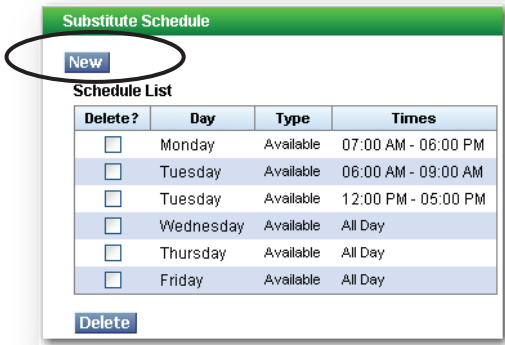 Substitute Schedule
New
Schedule List
Delete? Day Type Times
Monday Available 07:00 AM - 06:00 PM
Tuesday Available 06:00 AM - 09:00 AM
Tuesday Available 12:00 PM - 05:00 PM
Wednesday Available All Day
Thursday Available All Day
Friday Available All Day
Delete